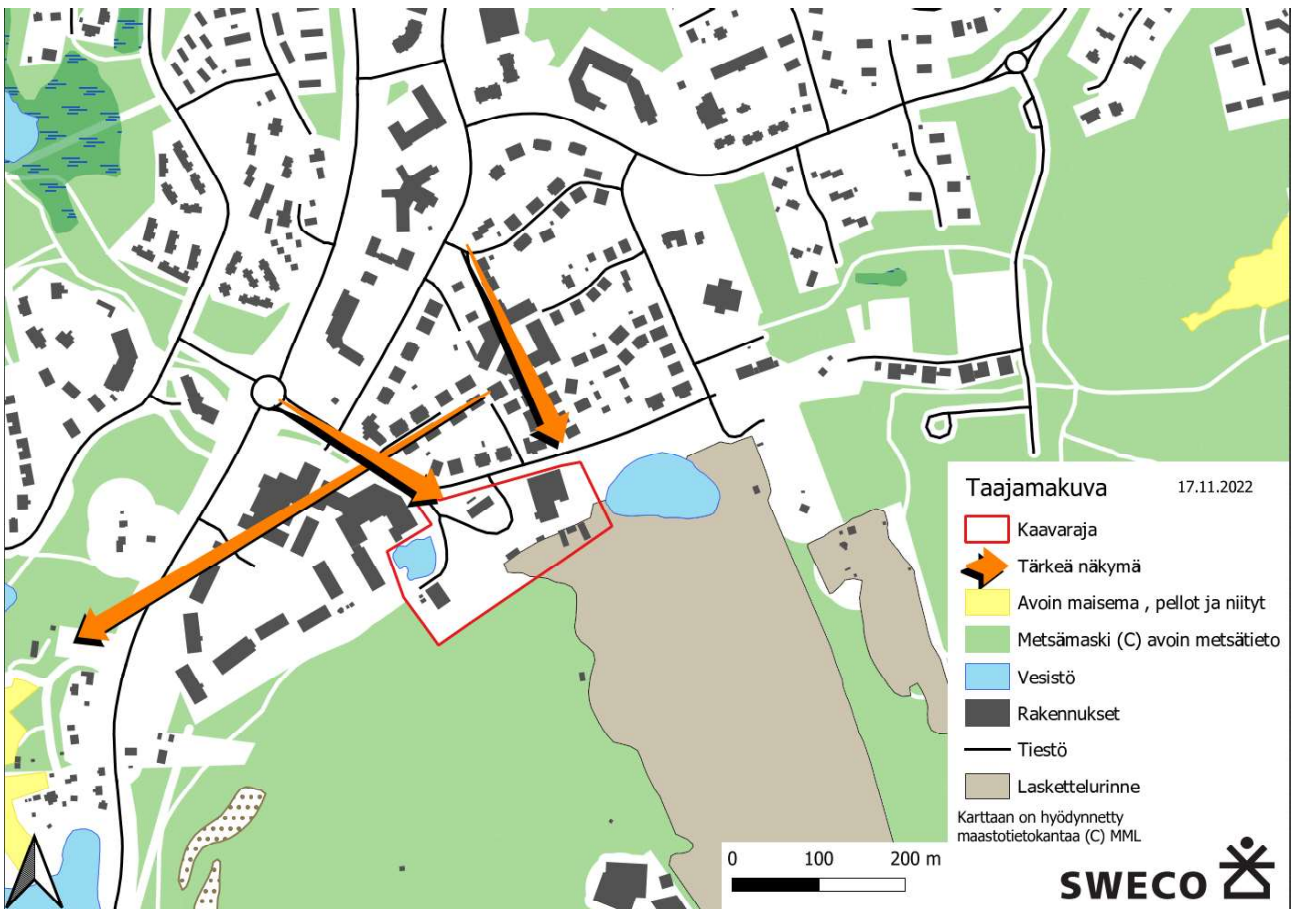 Taajamakuva 17.11.2022
Kaavaraja
Tärkeä näkymä
Avoin maisema , pellot ja niityt
Metsämaski (C) avoin metsätieto
Vesistö
Rakennukset
Tiestö
Laskettelurinne
Karttaan on hyödynnetty
maastotietokantaa (C) MML
0 100 200 m
SWECO